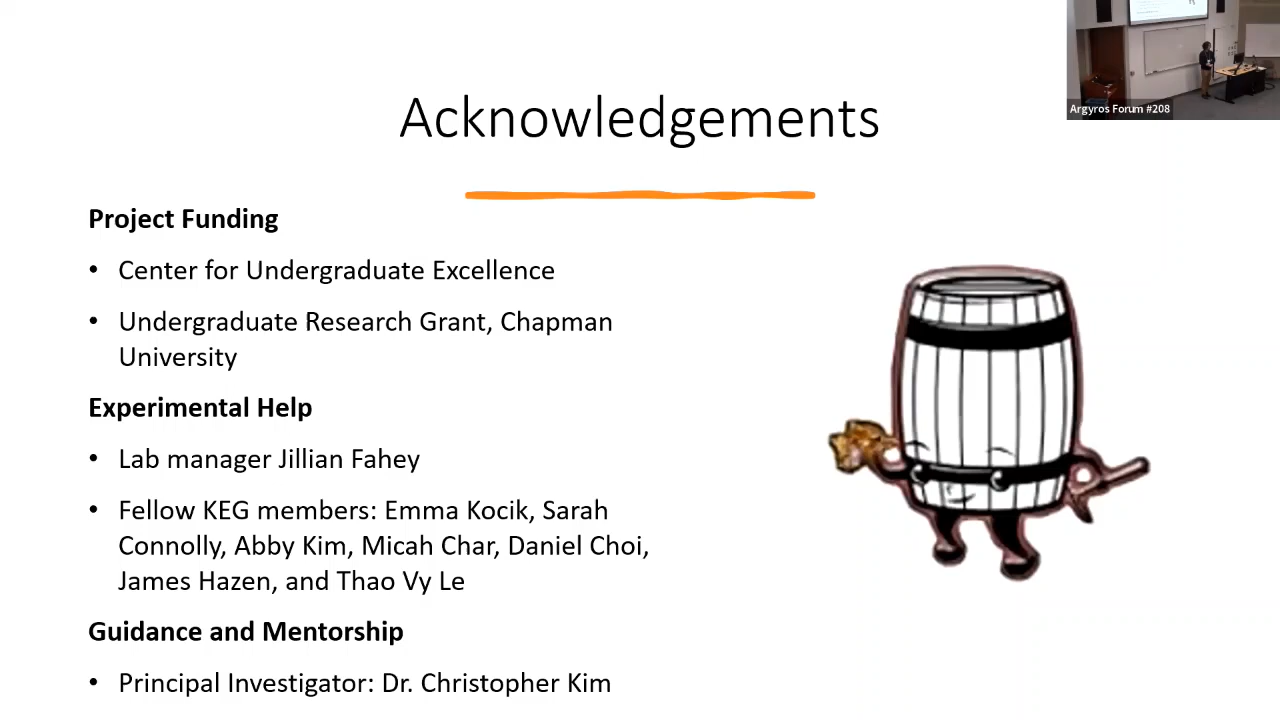 Argyros Forum #208
Acknowledgements
Project Funding
• Center for Undergraduate Excellence
• Undergraduate Research Grant, Chapman
University
Experimental Help
• Lab manager Jillian Fahey
• Fellow KEG members: Emma Kocik, Sarah
Connolly, Abby Kim, Micah Char, Daniel Choi,
James Hazen, and Thao Vy Le
Guidance and Mentorship
• Principal Investigator: Dr. Christopher Kim